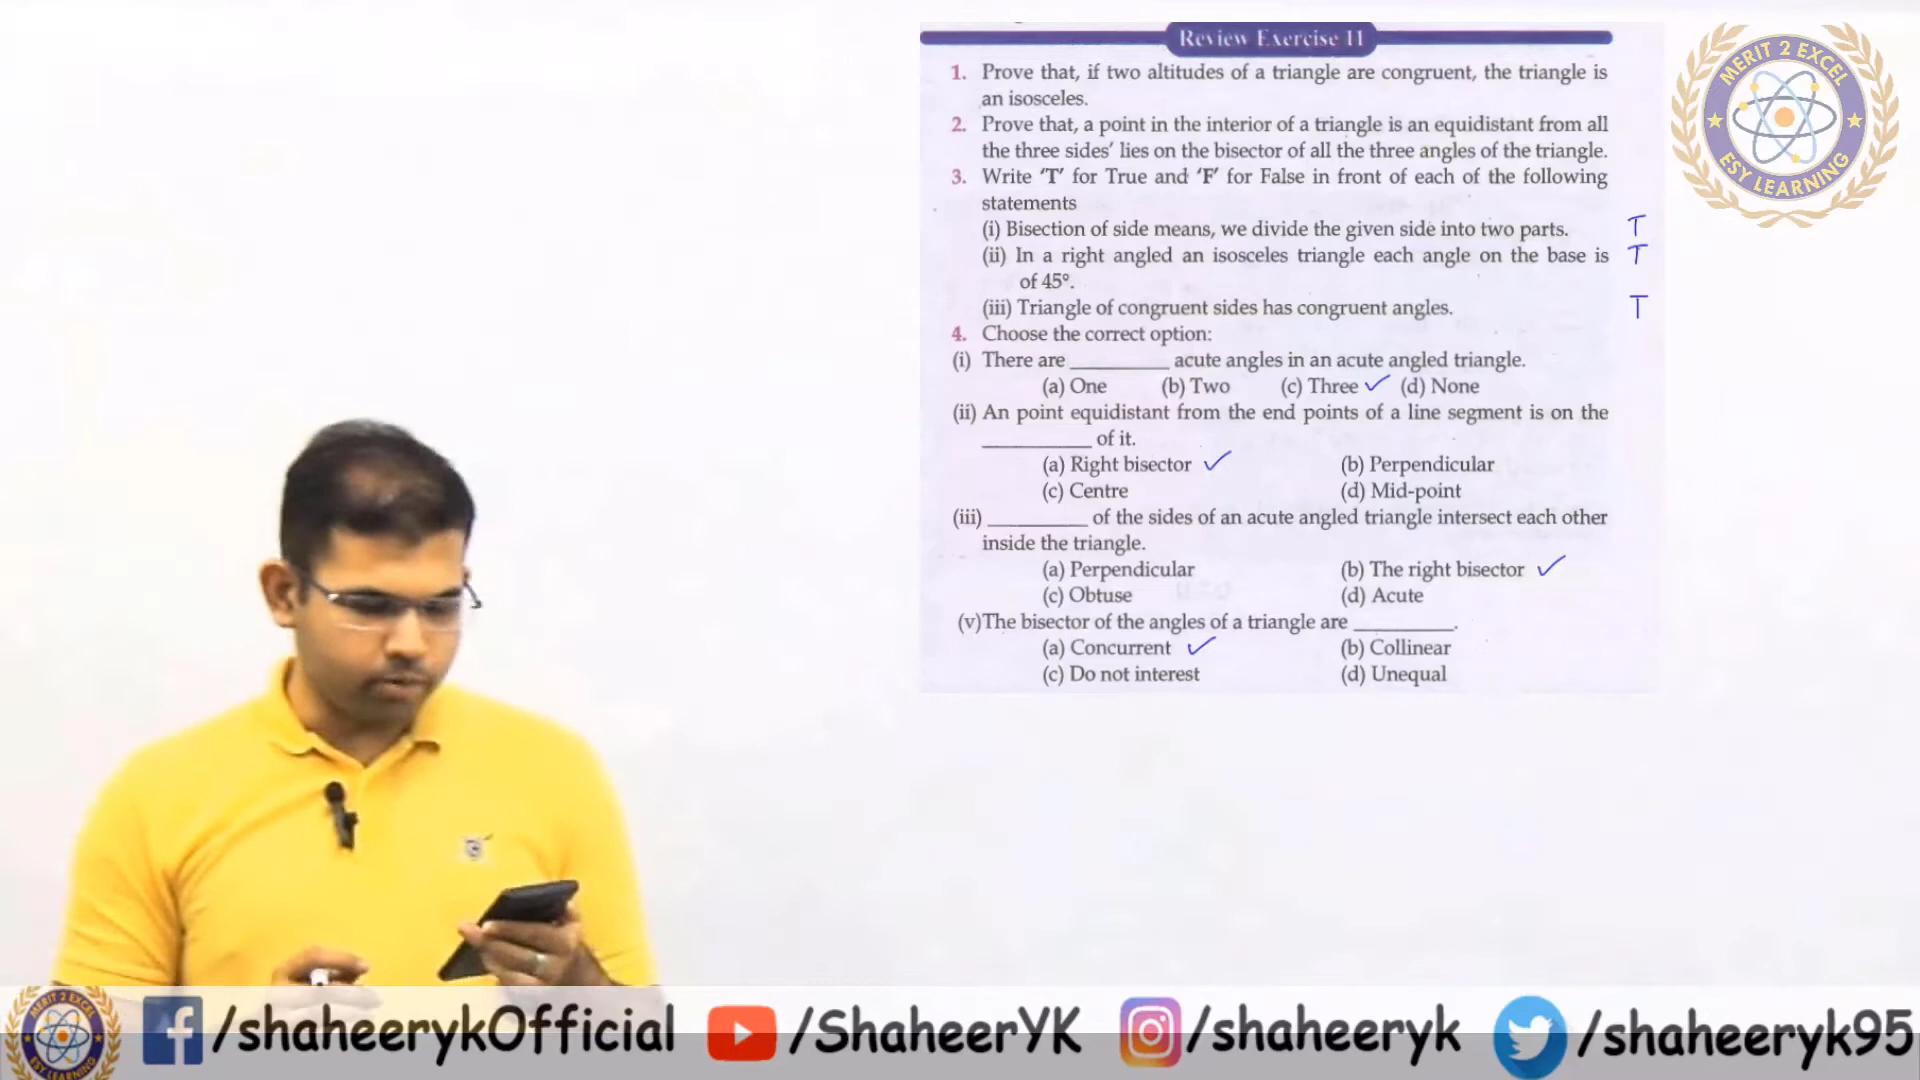 Review Exercise 11
1. Prove that, if two altitudes of a triangle are congruent, the triangle is
an isosceles.
2. Prove that, a point in the interior of a triangle is an equidistant from all
the three sides' lies on the bisector of all the three angles of the triangle.
3. Write 'T' for True and 'F' for False in front of each of the following
statements
(i) Bisection of side means, we divide the given side into two parts. T
(ii) In a right angled an isosceles triangle each angle on the base is T
of 45°.
(iii) Triangle of congruent sides has congruent angles. T
4. Choose the correct option:
(i) There are __________ acute angles in an acute angled triangle.
(a) One (b) Two (c) Three ✓ (d) None
(ii) An point equidistant from the end points of a line segment is on the
___________ of it.
(a) Right bisector ✓ (b) Perpendicular
(c) Centre (d) Mid-point
(iii) __________ of the sides of an acute angled triangle intersect each other
inside the triangle.
(a) Perpendicular (b) The right bisector ✓
(c) Obtuse (d) Acute
(v)The bisector of the angles of a triangle are __________.
(a) Concurrent ✓ (b) Collinear
(c) Do not interest (d) Unequal
MERIT 2 EXCEL
ESY LEARNING
MERIT 2 EXCEL
ESY LEARNING
/shaheerykOfficial /ShaheerYK /shaheeryk /shaheeryk95